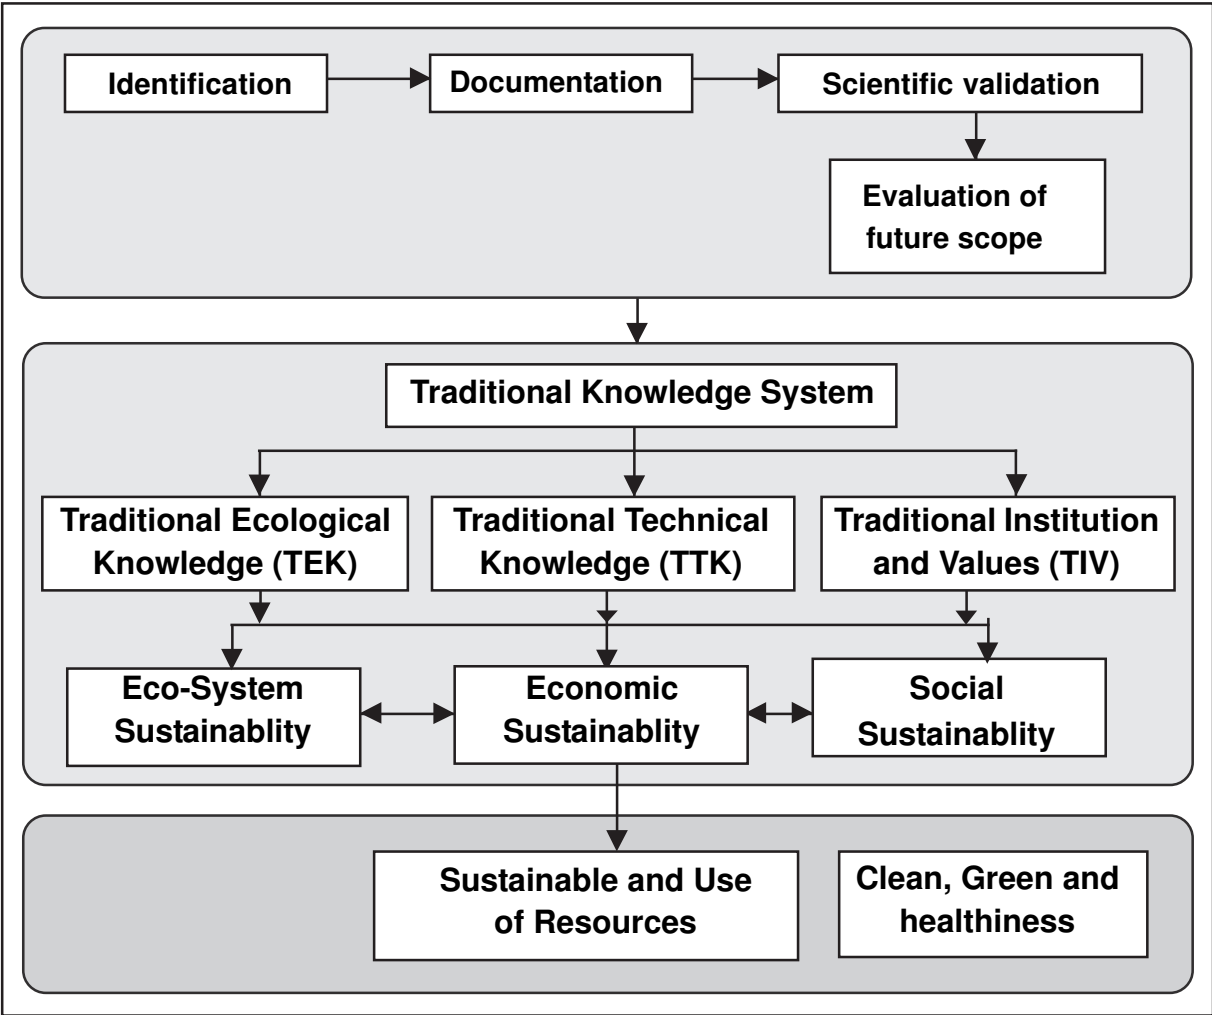 Identification
Documentation
Scientific validation
Evaluation of
future scope
Traditional Knowledge System
Traditional Ecological
Knowledge (TEK)
Traditional Technical
Knowledge (TTK)
Traditional Institution
and Values (TIV)
Eco-System
Sustainablity
Economic
Sustainablity
Social
Sustainablity
Sustainable and Use
of Resources
Clean, Green and
healthiness